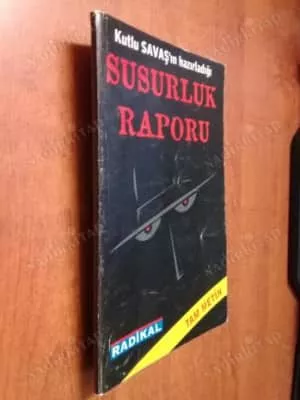 Kutlu SAVAŞ'ın hazırladığı
SUSURLUK
RAPORU
TAM METİN
RADİKAL